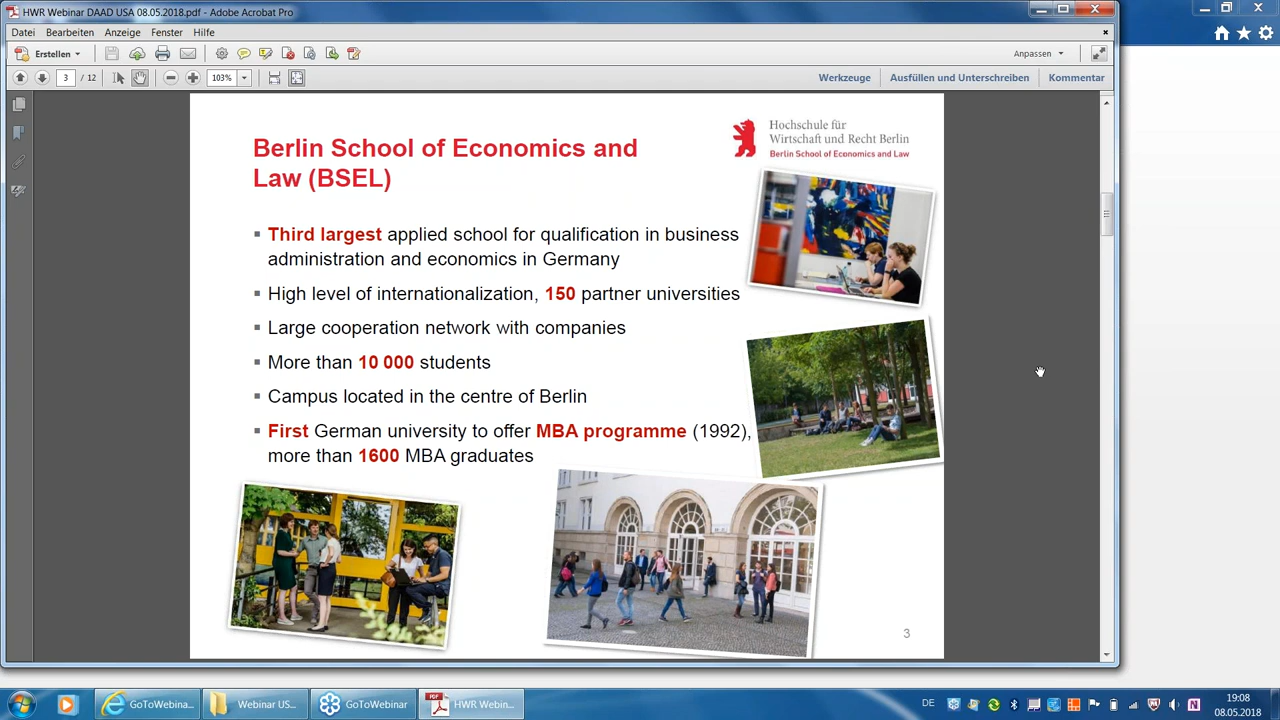 HWR Webinar DAAD USA 08.05.2018.pdf - Adobe Acrobat Pro
Datei Bearbeiten Anzeige Fenster Hilfe
Erstellen
Anpassen
3 / 12
103%
Werkzeuge Ausfüllen und Unterschreiben Kommentar
Hochschule für
Wirtschaft und Recht Berlin
Berlin School of Economics and Law
Berlin School of Economics and
Law (BSEL)
Third largest applied school for qualification in business
administration and economics in Germany
High level of internationalization, 150 partner universities
Large cooperation network with companies
More than 10 000 students
Campus located in the centre of Berlin
First German university to offer MBA programme (1992),
more than 1600 MBA graduates
3
GoToWebina...
Webinar US...
GoToWebinar
HWR Webin...
DE
19:08
08.05.2018